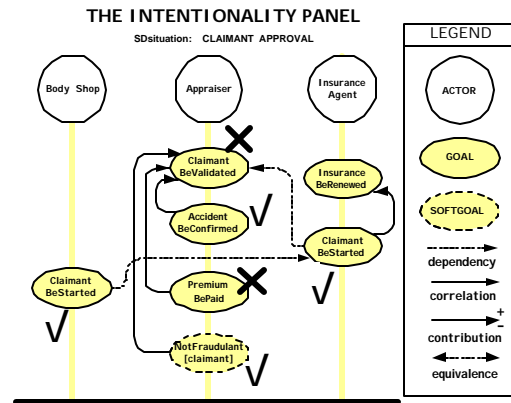 THE INTENTIONALITY PANEL
SDsituation: CLAIMANT APPROVAL
LEGEND
Body Shop
Appraiser
Insurance
Agent
ACTOR
Claimant
BeValidated
Insurance
BeRenewed
GOAL
Accident
BeConfirmed
SOFTGOAL
Claimant
BeStarted
dependency
Claimant
BeStarted
Premium
BePaid
correlation
+
-
contribution
NotFraudulant
[claimant]
equivalence